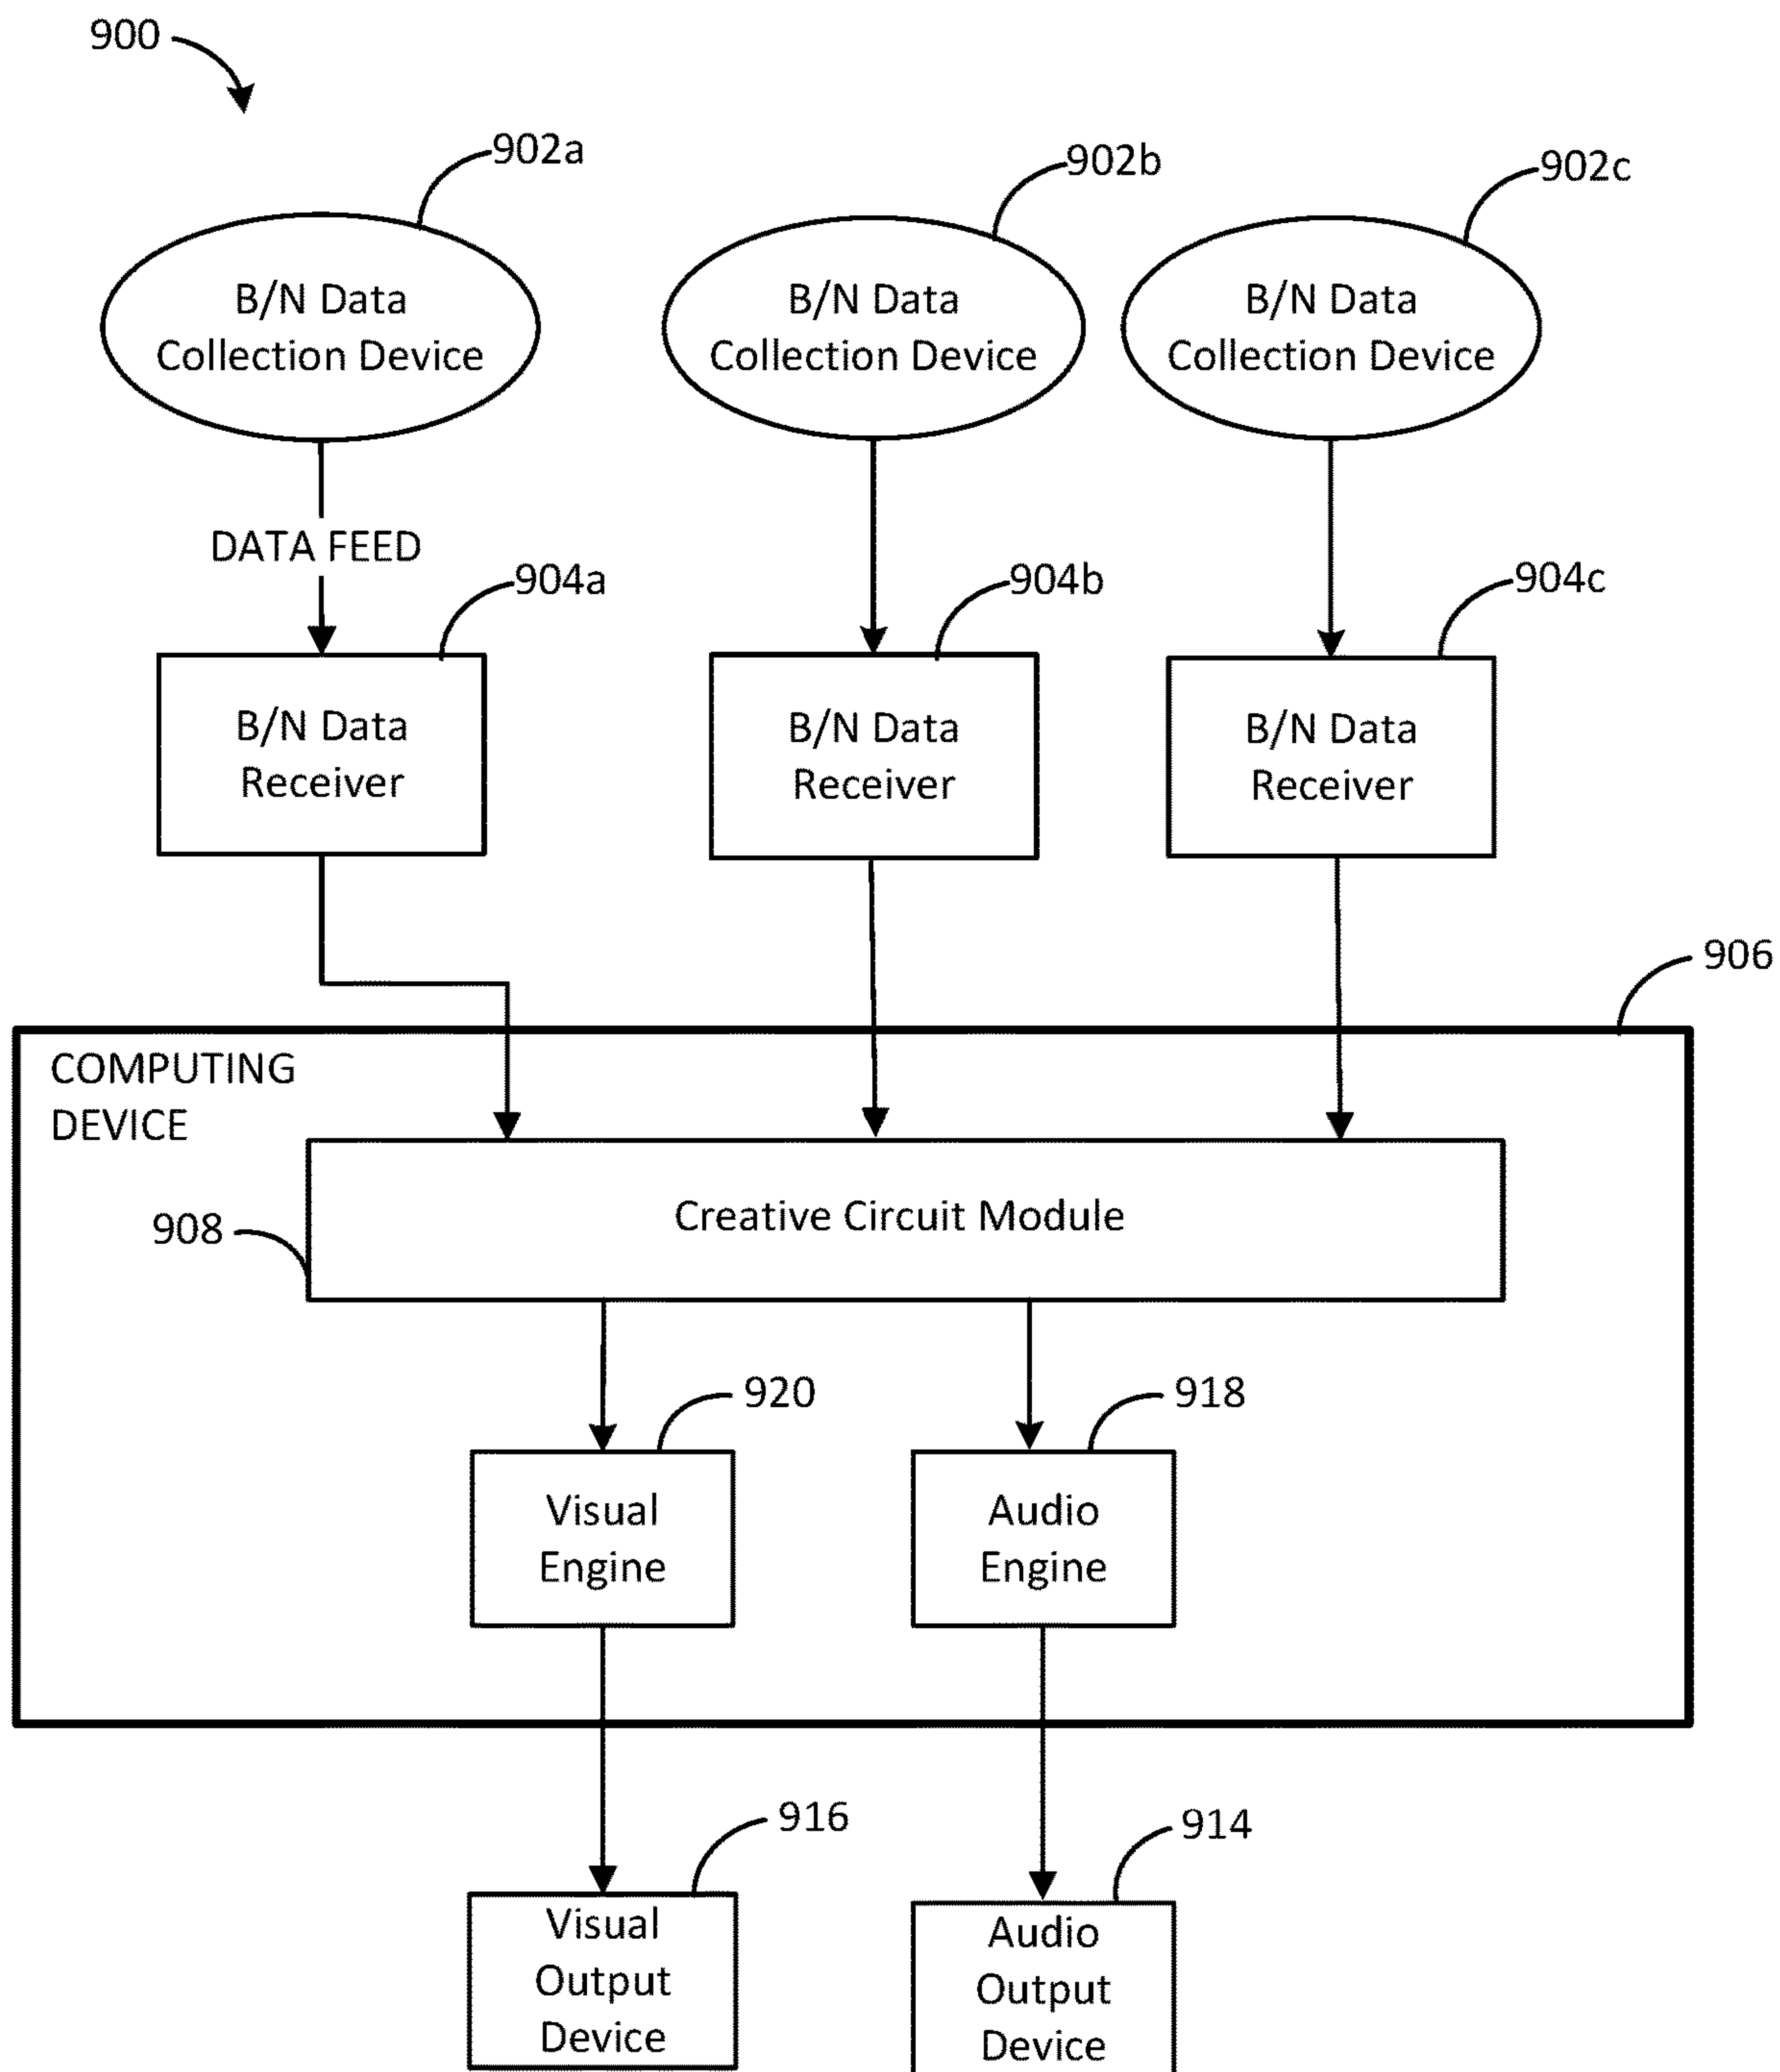 900
902a
902b
902c
B/N Data
Collection Device
B/N Data
Collection Device
B/N Data
Collection Device
DATA FEED
904a
904b
904c
B/N Data
Receiver
B/N Data
Receiver
B/N Data
Receiver
906
COMPUTING
DEVICE
908
Creative Circuit Module
920
918
Visual
Engine
Audio
Engine
916
914
Visual
Output
Device
Audio
Output
Device